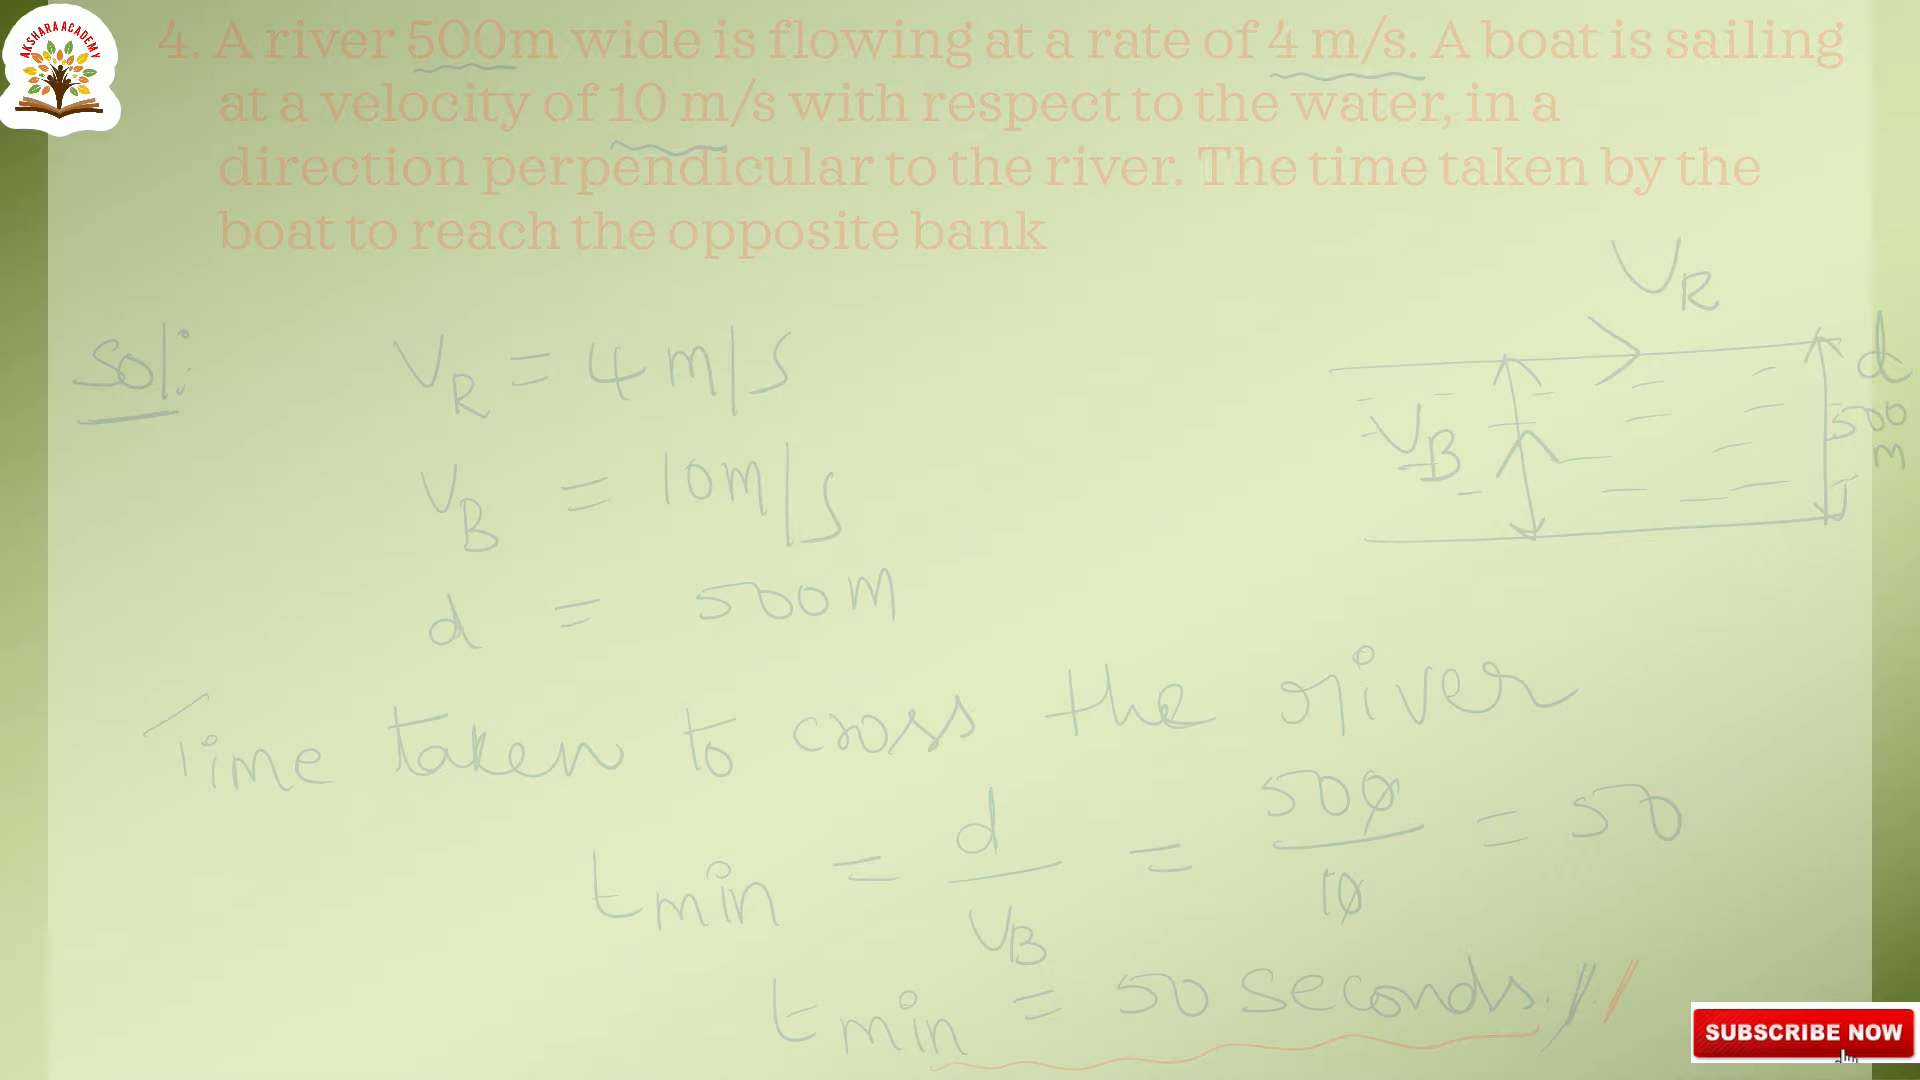 AKSHARA ACADEMY
4. A river 500m wide is flowing at a rate of 4 m/s. A boat is sailing
at a velocity of 10 m/s with respect to the water, in a
direction perpendicular to the river. The time taken by the
boat to reach the opposite bank
VR
Sol:
VR = 4 m/s
d
500
m
VB
VB = 10 m/s
d = 500 m
Time taken to cross the river
tmin = d/VB = 500/10 = 50
tmin = 50 seconds.//
SUBSCRIBE NOW